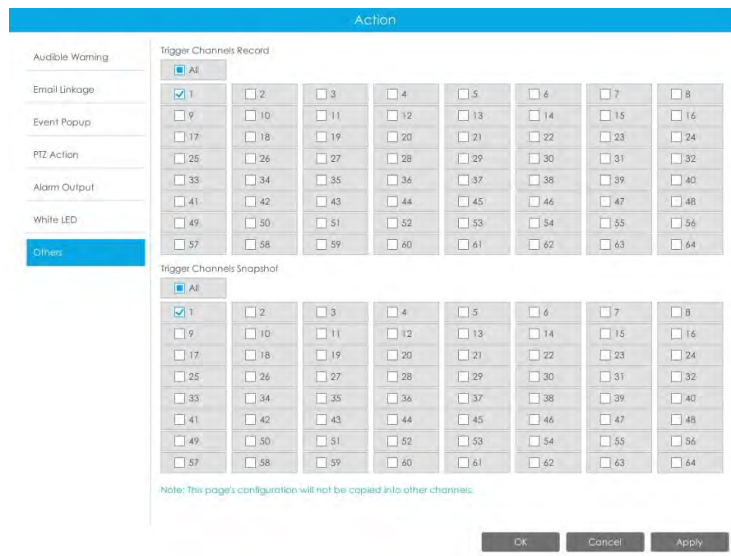 Action
Audible Warning
Email Linkage
Event Popup
PTZ Action
Alarm Output
White LED
Others
Trigger Channels Record
All
1 2 3 4 5 6 7 8
9 10 11 12 13 14 15 16
17 18 19 20 21 22 23 24
25 26 27 28 29 30 31 32
33 34 35 36 37 38 39 40
41 42 43 44 45 46 47 48
49 50 51 52 53 54 55 56
57 58 59 60 61 62 63 64
Trigger Channels Snapshot
All
1 2 3 4 5 6 7 8
9 10 11 12 13 14 15 16
17 18 19 20 21 22 23 24
25 26 27 28 29 30 31 32
33 34 35 36 37 38 39 40
41 42 43 44 45 46 47 48
49 50 51 52 53 54 55 56
57 58 59 60 61 62 63 64
Note: This page's configuration will not be copied into other channels.
OK Cancel Apply